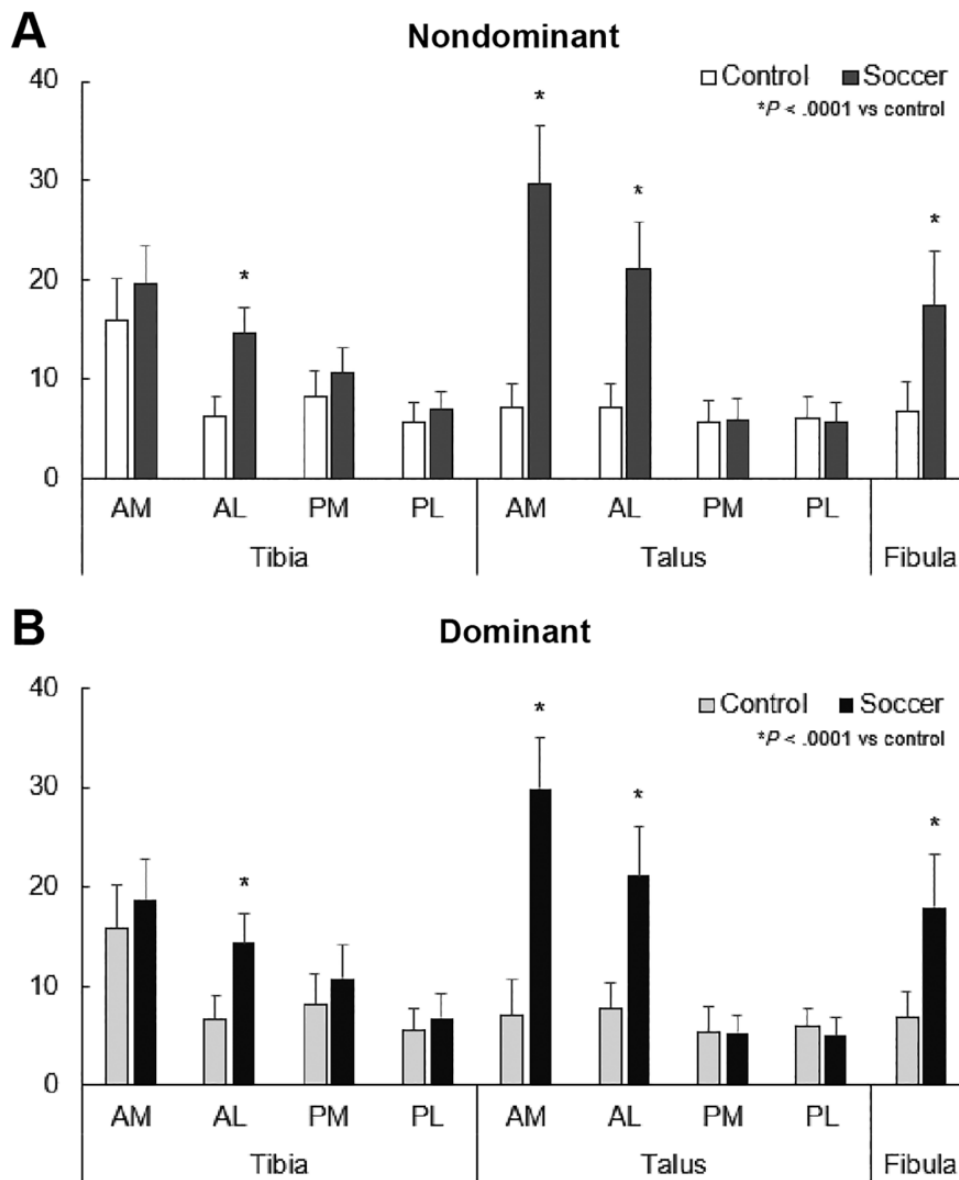 A
Nondominant
40
Control Soccer
*P < .0001 vs control
*
30
*
*
20
*
10
0
AM AL PM PL AM AL PM PL
Tibia Talus Fibula
B
Dominant
40
Control Soccer
*P < .0001 vs control
*
30
*
*
20
*
10
0
AM AL PM PL AM AL PM PL
Tibia Talus Fibula